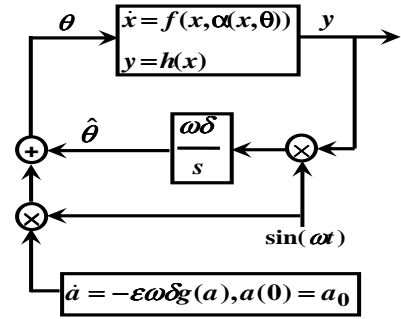 θ
ẋ = f(x,α(x,θ))
y = h(x)
y
θ̂
ωδ
s
×
+
×
sin(ωt)
ȧ = −εωδg(a), a(0) = a₀